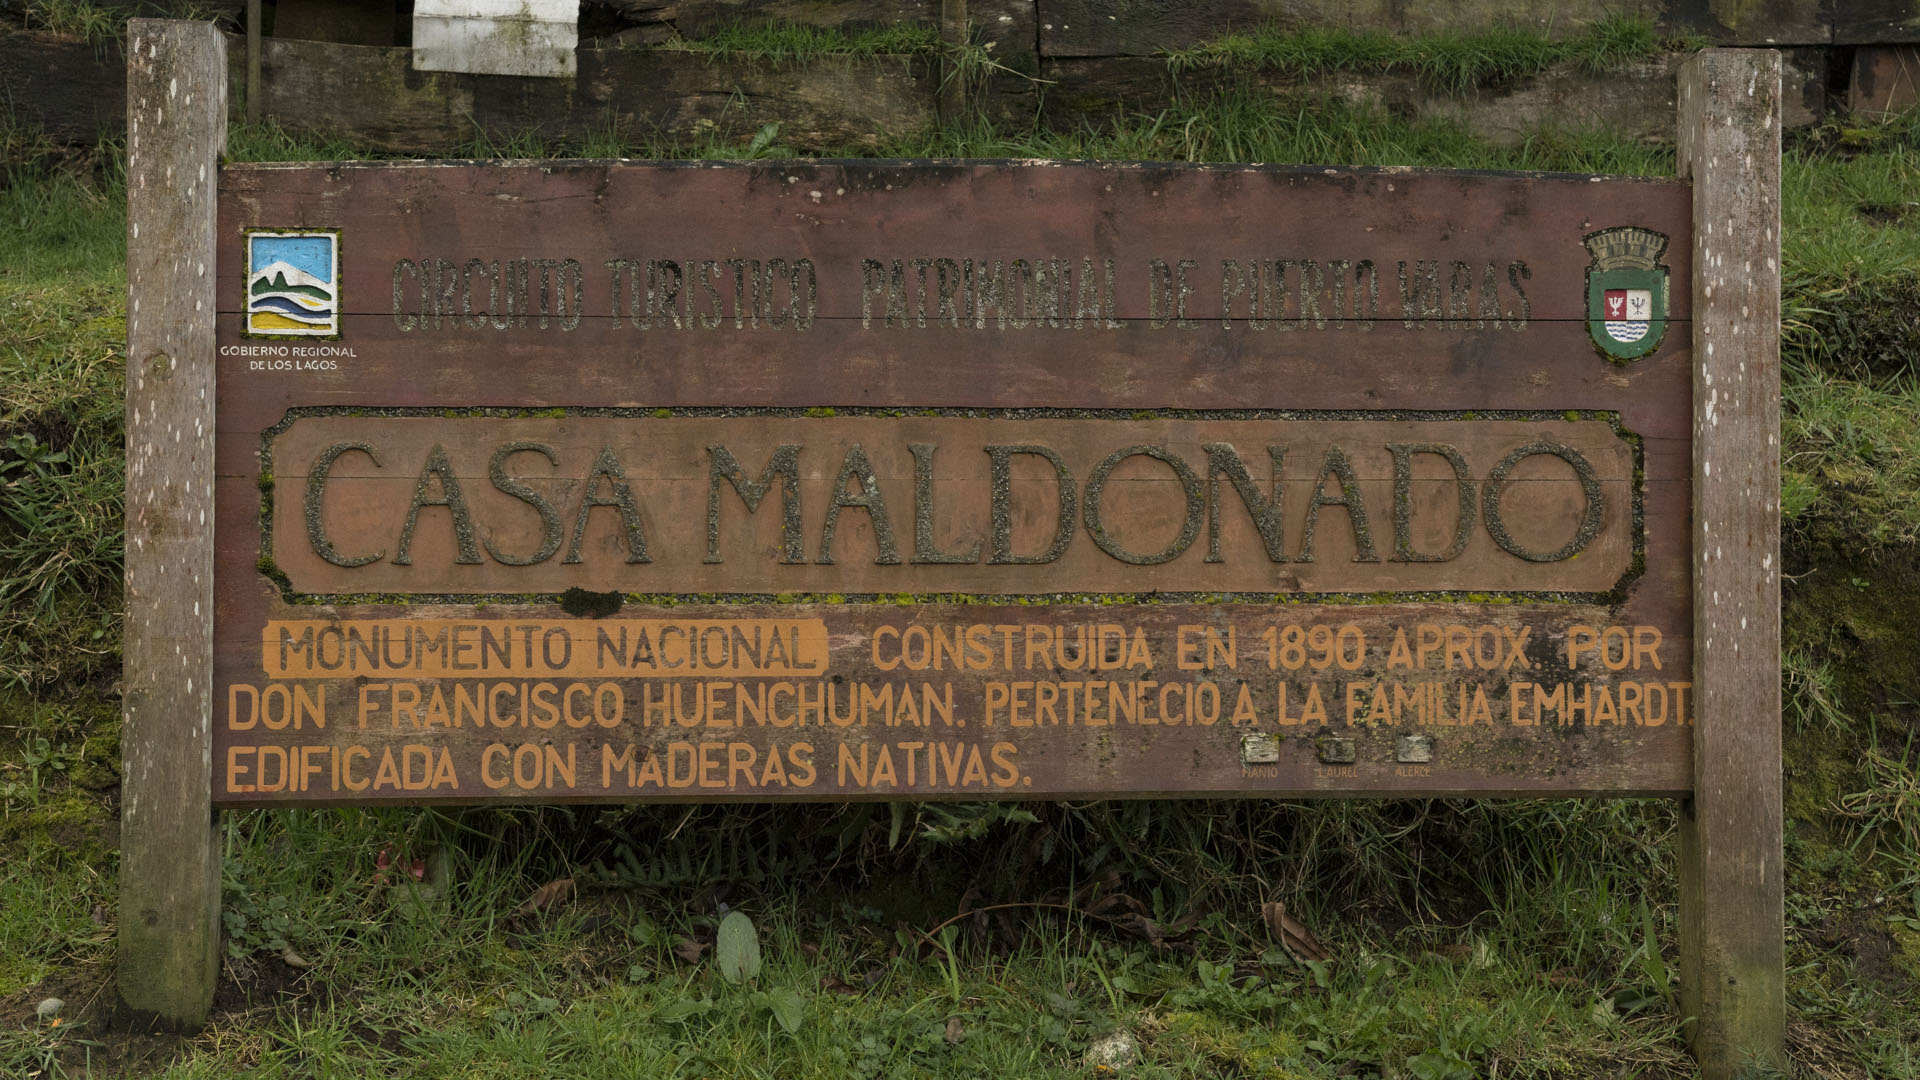 CIRCUITO TURISTICO PATRIMONIAL DE PUERTO VARAS
GOBIERNO REGIONAL
DE LOS LAGOS
CASA MALDONADO
MONUMENTO NACIONAL CONSTRUIDA EN 1890 APROX. POR
DON FRANCISCO HUENCHUMAN. PERTENECIO A LA FAMILIA EMHARDT.
EDIFICADA CON MADERAS NATIVAS.
MANIO LAUREL ALERCE